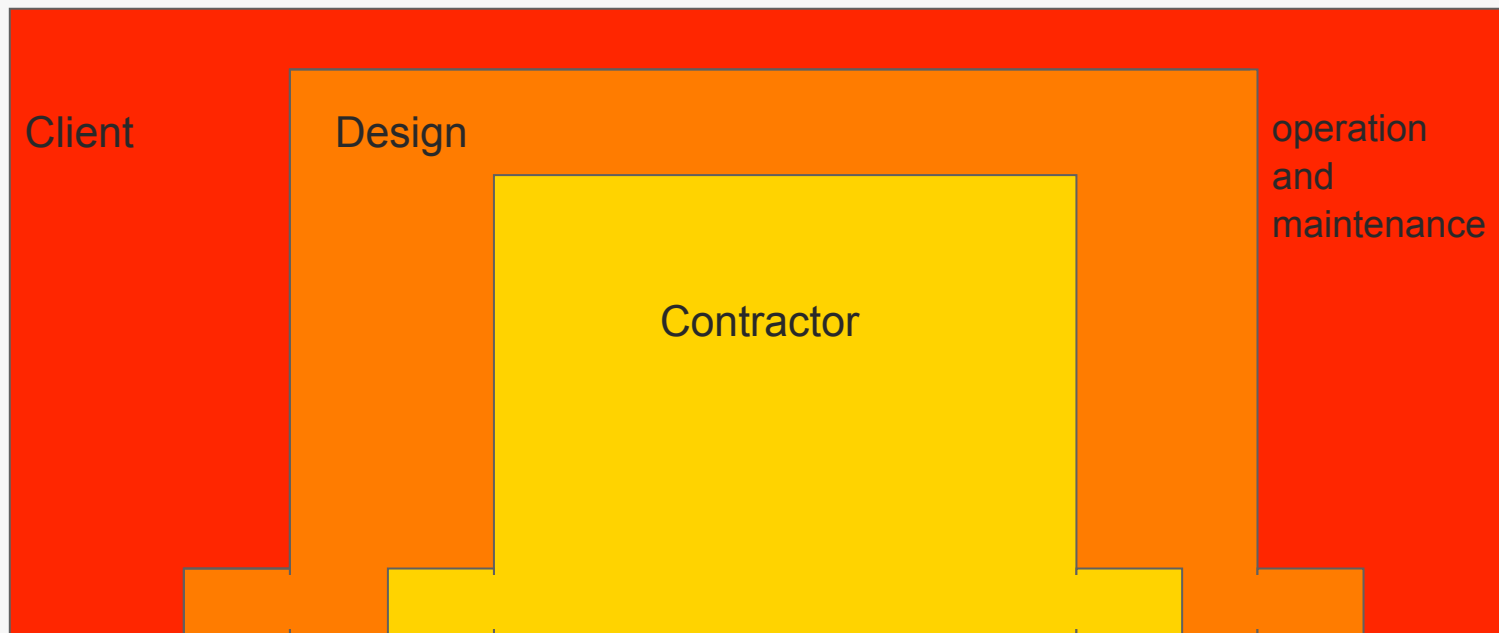 Client
Design
operation
and
maintenance
Contractor